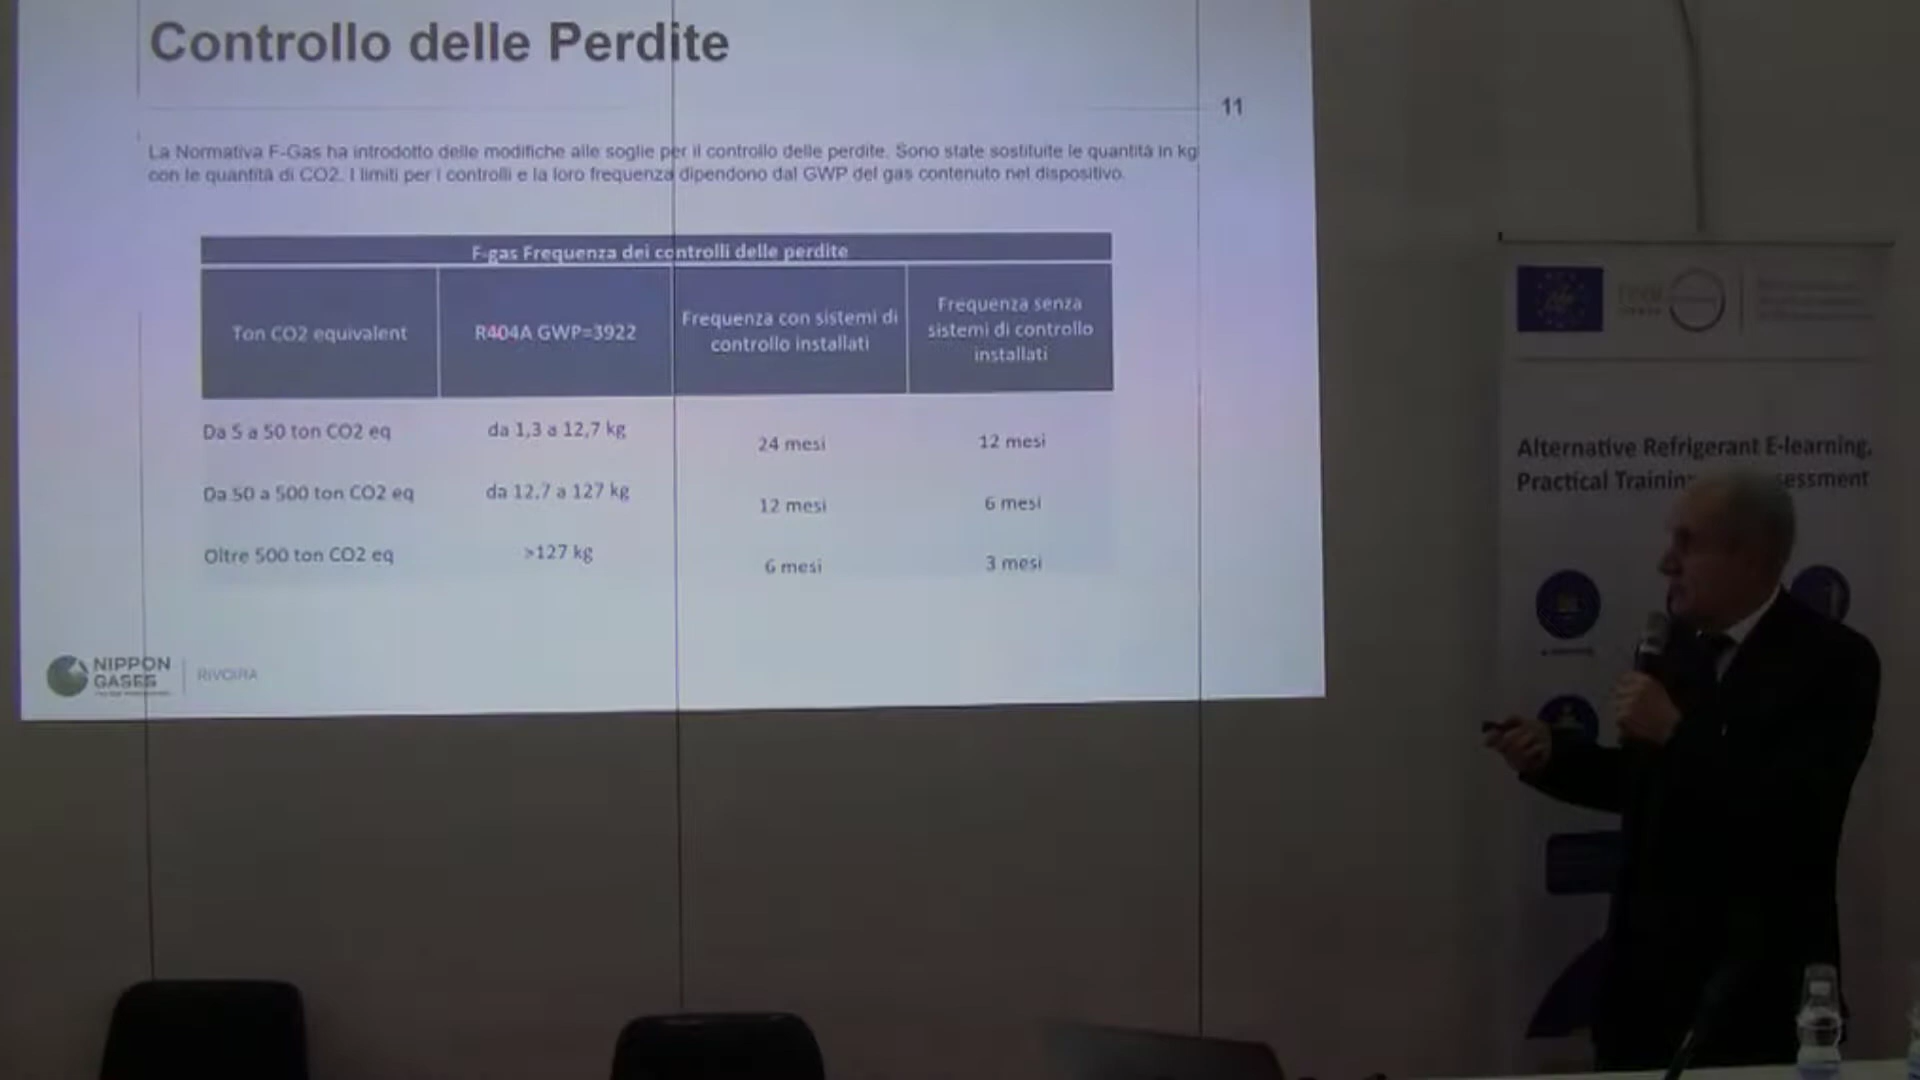 Controllo delle Perdite
11
La Normativa F-Gas ha introdotto delle modifiche alle soglie per il controllo delle perdite. Sono state sostituite le quantità in kg
con le quantità di CO2. I limiti per i controlli e la loro frequenza dipendono dal GWP del gas contenuto nel dispositivo.
F-gas Frequenza dei controlli delle perdite
Ton CO2 equivalent
R404A GWP=3922
Frequenza con sistemi di
controllo installati
Frequenza senza
sistemi di controllo
installati
Da 5 a 50 ton CO2 eq
da 1,3 a 12,7 kg
24 mesi
12 mesi
Da 50 a 500 ton CO2 eq
da 12,7 a 127 kg
12 mesi
6 mesi
Oltre 500 ton CO2 eq
>127 kg
6 mesi
3 mesi
NIPPON
GASES
RIVOIRA
Alternative Refrigerant E-learning,
Practical Training
essment